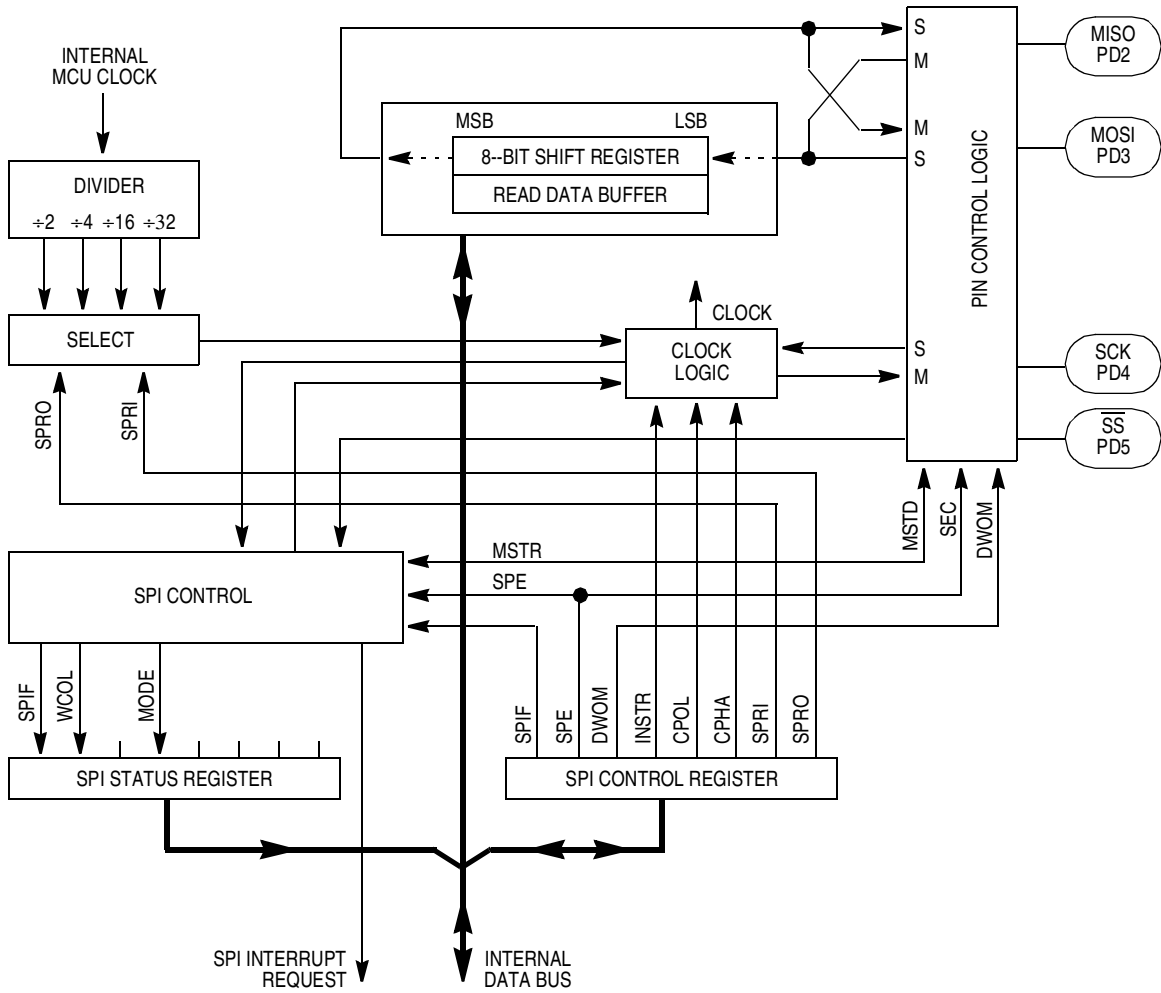 INTERNAL
MCU CLOCK
DIVIDER
÷2 ÷4 ÷16 ÷32
SELECT
SPRO
SPRI
MSB LSB
8--BIT SHIFT REGISTER
READ DATA BUFFER
CLOCK
CLOCK
LOGIC
S
M
M
S
S
M
PIN CONTROL LOGIC
MISO
PD2
MOSI
PD3
SCK
PD4
SS
PD5
MSTD
SEC
DWOM
MSTR
SPE
SPI CONTROL
SPIF
WCOL
MODE
SPI STATUS REGISTER
SPIF
SPE
DWOM
INSTR
CPOL
CPHA
SPRI
SPRO
SPI CONTROL REGISTER
SPI INTERRUPT
REQUEST
INTERNAL
DATA BUS